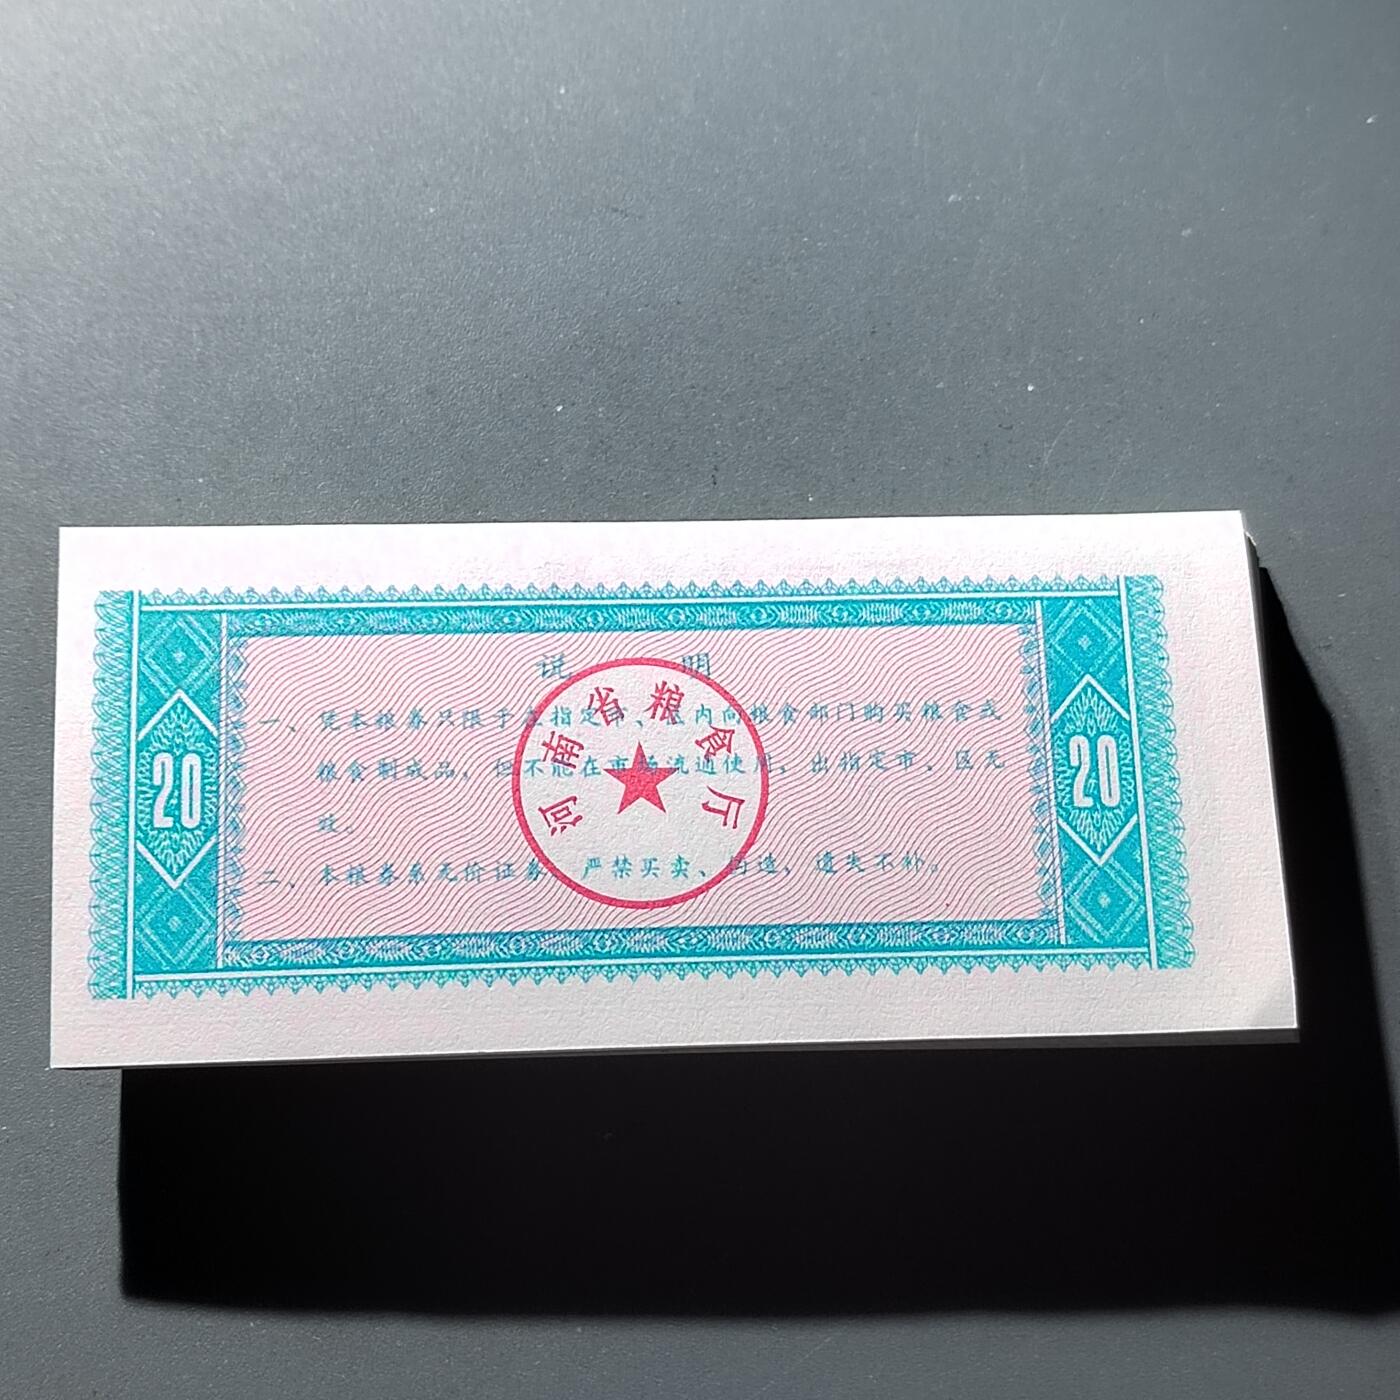 说 明
一、凭本粮券只限于在指定市、区内向粮食部门购买粮食或
粮食制成品,但不能在市场流通使用,出指定市、区无
效。
二、本粮券系无价证券,严禁买卖、伪造,遗失不补。
河南省粮食厅
20
20